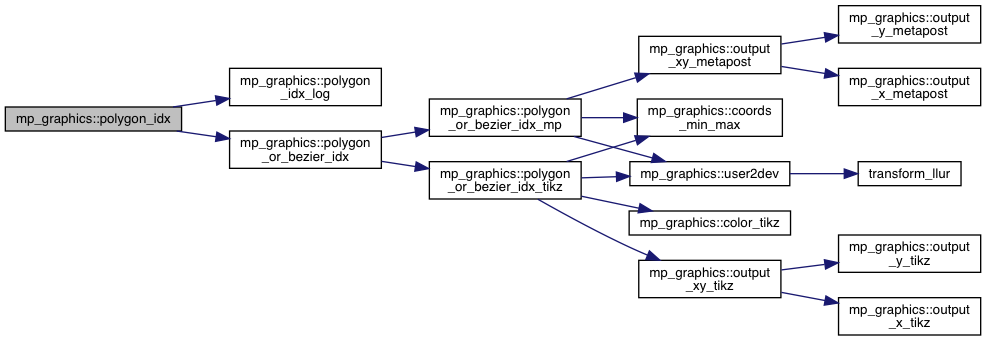 mp_graphics::polygon_idx
mp_graphics::polygon
_idx_log
mp_graphics::polygon
_or_bezier_idx
mp_graphics::polygon
_or_bezier_idx_mp
mp_graphics::polygon
_or_bezier_idx_tikz
mp_graphics::output
_xy_metapost
mp_graphics::coords
_min_max
mp_graphics::user2dev
mp_graphics::color_tikz
mp_graphics::output
_xy_tikz
mp_graphics::output
_y_metapost
mp_graphics::output
_x_metapost
transform_llur
mp_graphics::output
_y_tikz
mp_graphics::output
_x_tikz